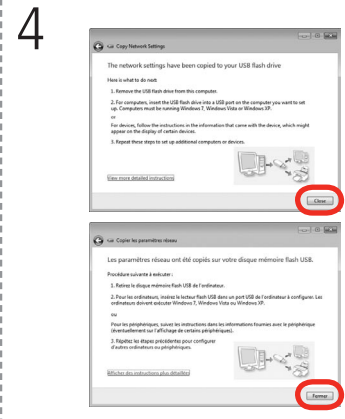 4
Copy Network Settings
The network settings have been copied to your USB flash drive
Here is what to do next:
1. Remove the USB flash drive from this computer.
2. For computers, insert the USB flash drive into a USB port on the computer you want to set
up. Computers must be running Windows 7, Windows Vista or Windows XP.
or
For devices, follow the instructions in the information that came with the device, which might
appear on the display of certain devices.
3. Repeat these steps to set up additional computers or devices.
View more detailed instructions
Close
Copier les paramètres réseau
Les paramètres réseau ont été copiés sur votre disque mémoire flash USB.
Procédure suivante à exécuter :
1. Retirez le disque mémoire flash USB de l'ordinateur.
2. Pour les ordinateurs, insérez le lecteur flash USB dans un port USB de l'ordinateur à configurer. Les
ordinateurs doivent exécuter Windows 7, Windows Vista ou Windows XP.
ou
Pour les périphériques, suivez les instructions dans les informations fournies avec le périphérique
(éventuellement sur l'affichage de certains périphériques).
3. Répétez les étapes précédentes pour configurer
d'autres ordinateurs ou périphériques.
Afficher des instructions plus détaillées
Fermer